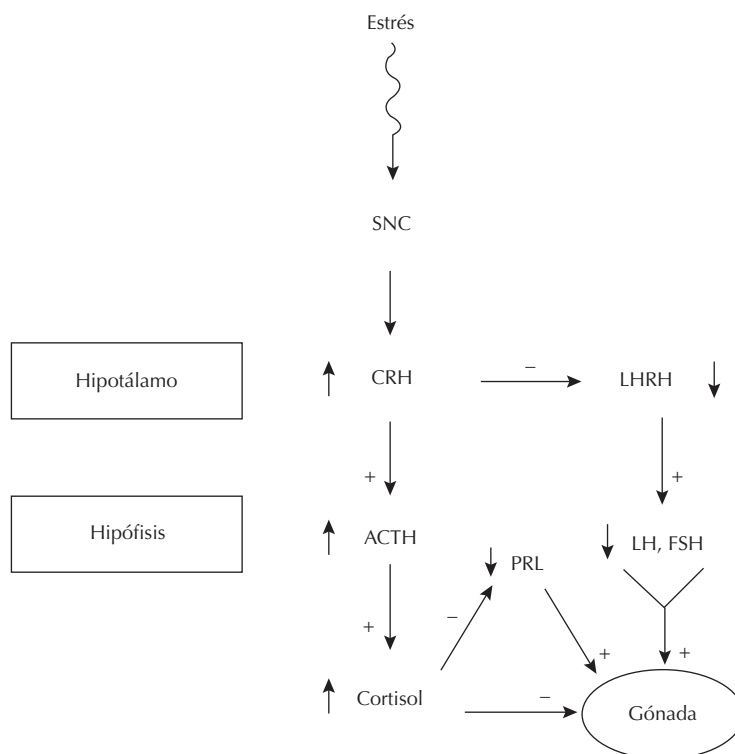 Estrés
SNC
Hipotálamo
CRH
–
LHRH
+
+
Hipófisis
ACTH
PRL
LH, FSH
+
–
+
+
Cortisol
–
Gónada